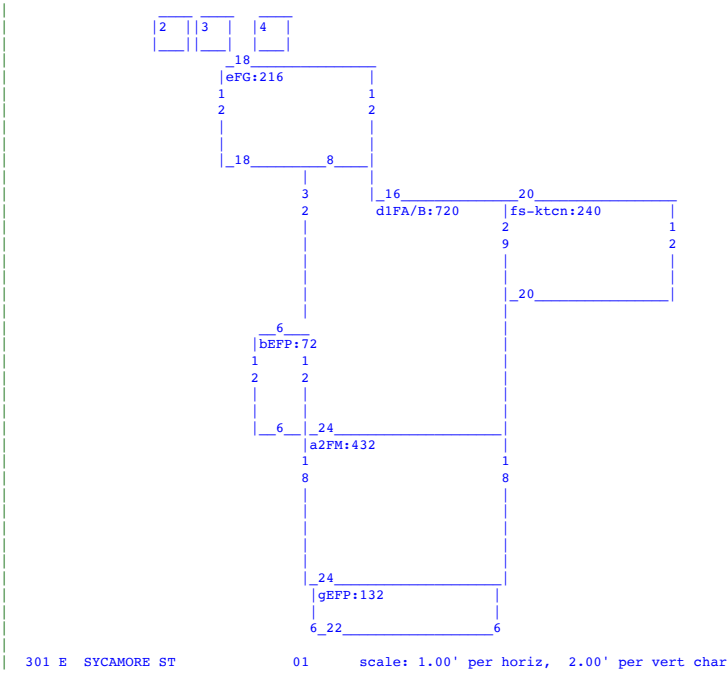 2 3 4
18
eFG:216
1 1
2 2
18 8
3 16 20
2 d1FA/B:720 fs-ktcn:240
2 1
9 2
20
6
bEFP:72
1 1
2 2
6 24
a2FM:432
1 1
8 8
24
gEFP:132
6 22 6
301 E SYCAMORE ST 01 scale: 1.00' per horiz, 2.00' per vert char